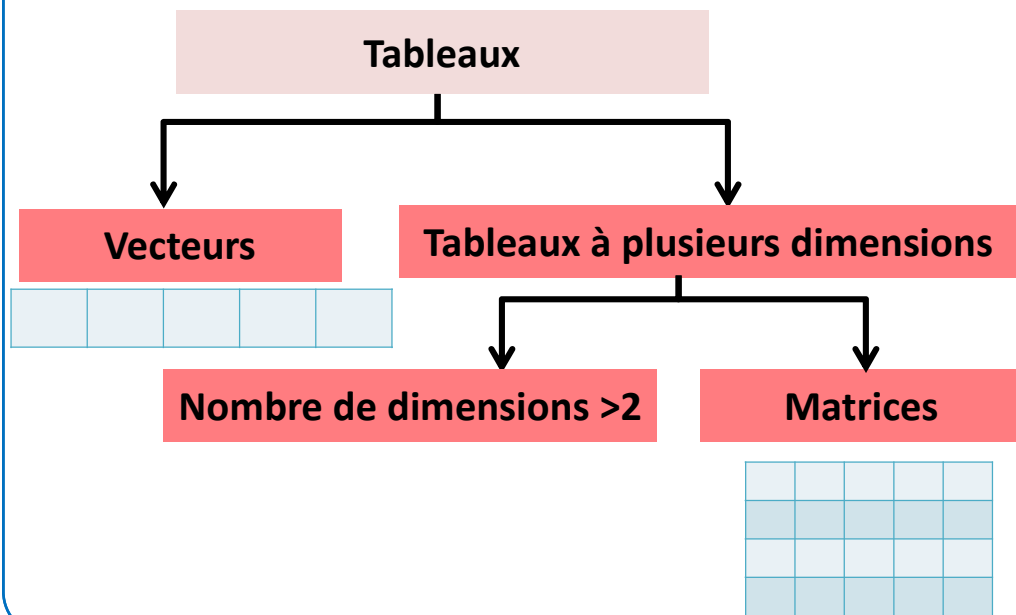 Tableaux
Vecteurs
Tableaux à plusieurs dimensions
Nombre de dimensions >2
Matrices